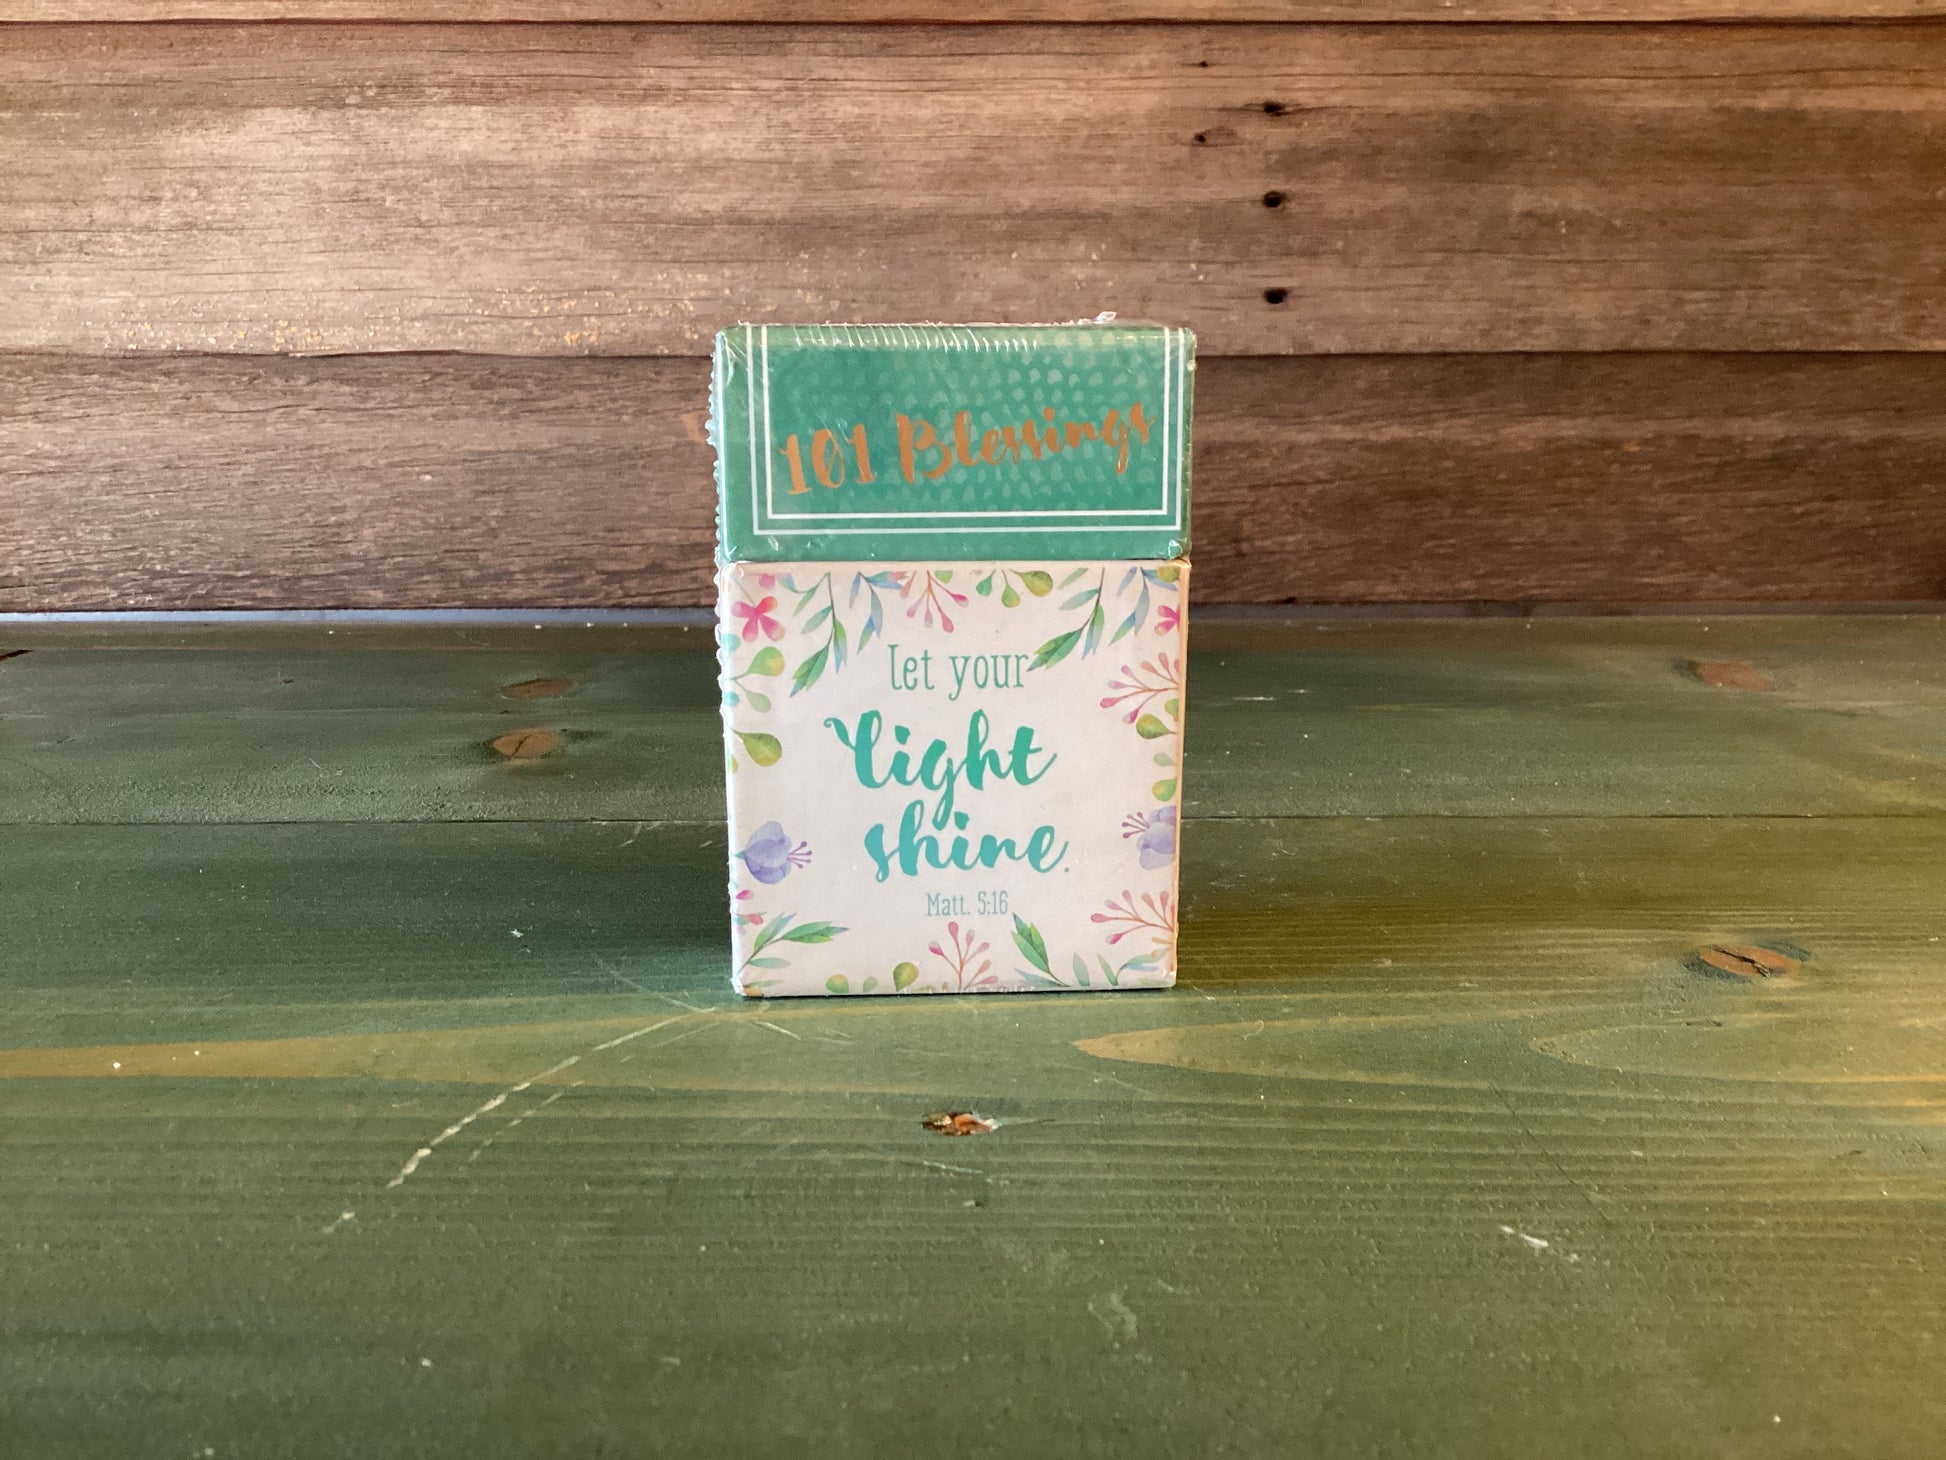 101 Blessings
let your
light
shine.
Matt. 5:16